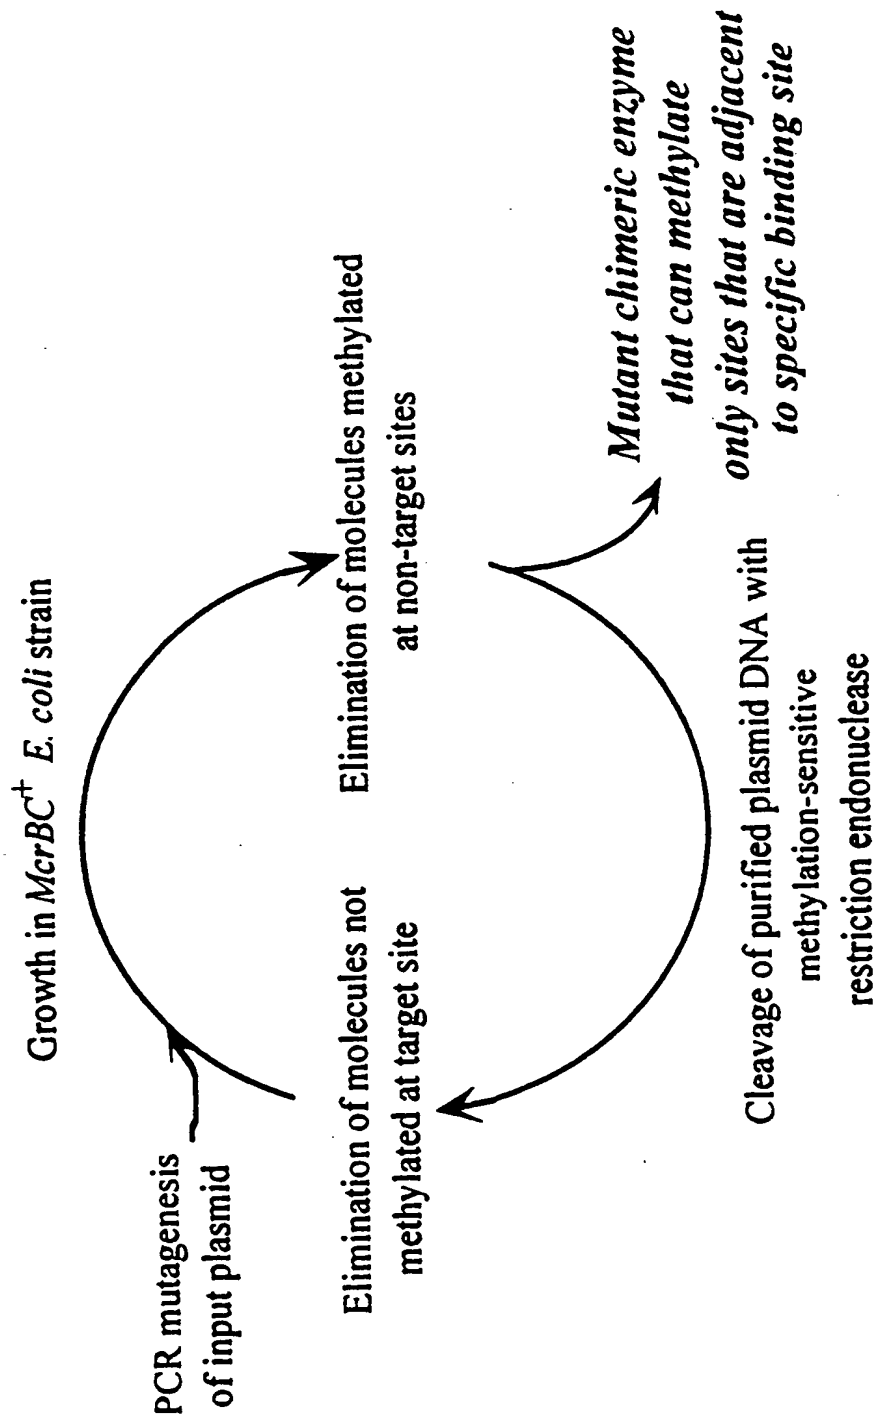 PCR mutagenesis
of input plasmid
Growth in McrBC+ E. coli strain
Elimination of molecules not
methylated at target site
Elimination of molecules methylated
at non-target sites
Cleavage of purified plasmid DNA with
methylation-sensitive
restriction endonuclease
Mutant chimeric enzyme
that can methylate
only sites that are adjacent
to specific binding site